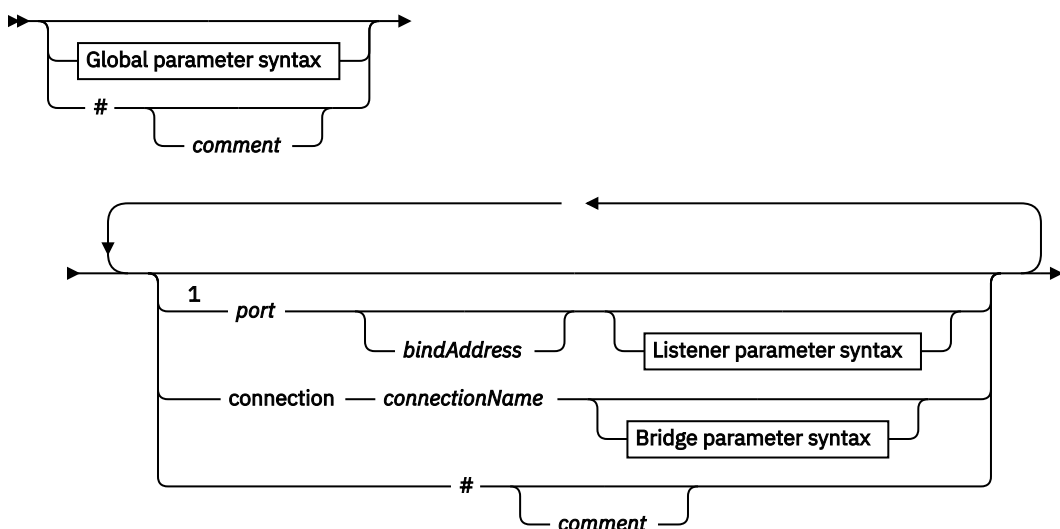 Global parameter syntax
#
comment
1
port
bindAddress
Listener parameter syntax
connection connectionName
Bridge parameter syntax
#
comment